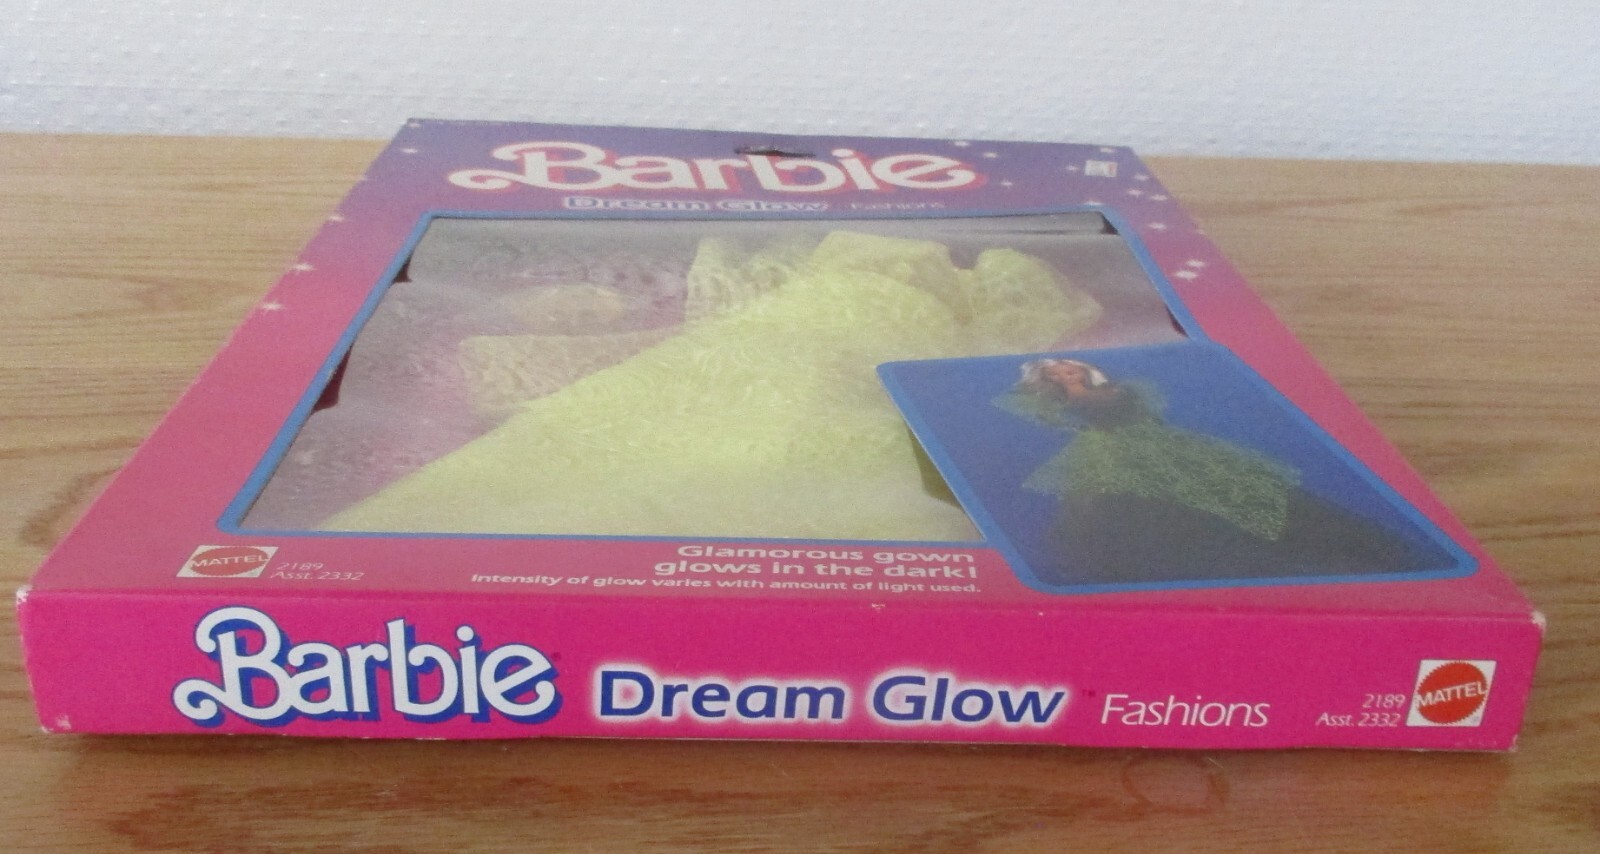 Barbie
Dream Glow Fashions
MATTEL
2189
Asst. 2332
Glamorous gown
glows in the dark!
Intensity of glow varies with amount of light used.
Barbie Dream Glow™ Fashions
2189
Asst. 2332
MATTEL